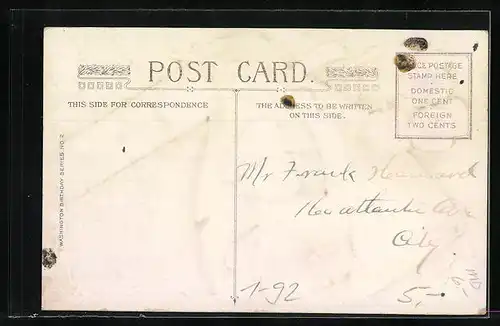 POST CARD.
THIS SIDE FOR CORRESPONDENCE
THE ADDRESS TO BE WRITTEN
ON THIS SIDE.
PLACE POSTAGE
STAMP HERE
DOMESTIC
ONE CENT
FOREIGN
TWO CENTS
WASHINGTON BIRTHDAY SERIES NO. 2
Mr Frank
City
1-92
5,-